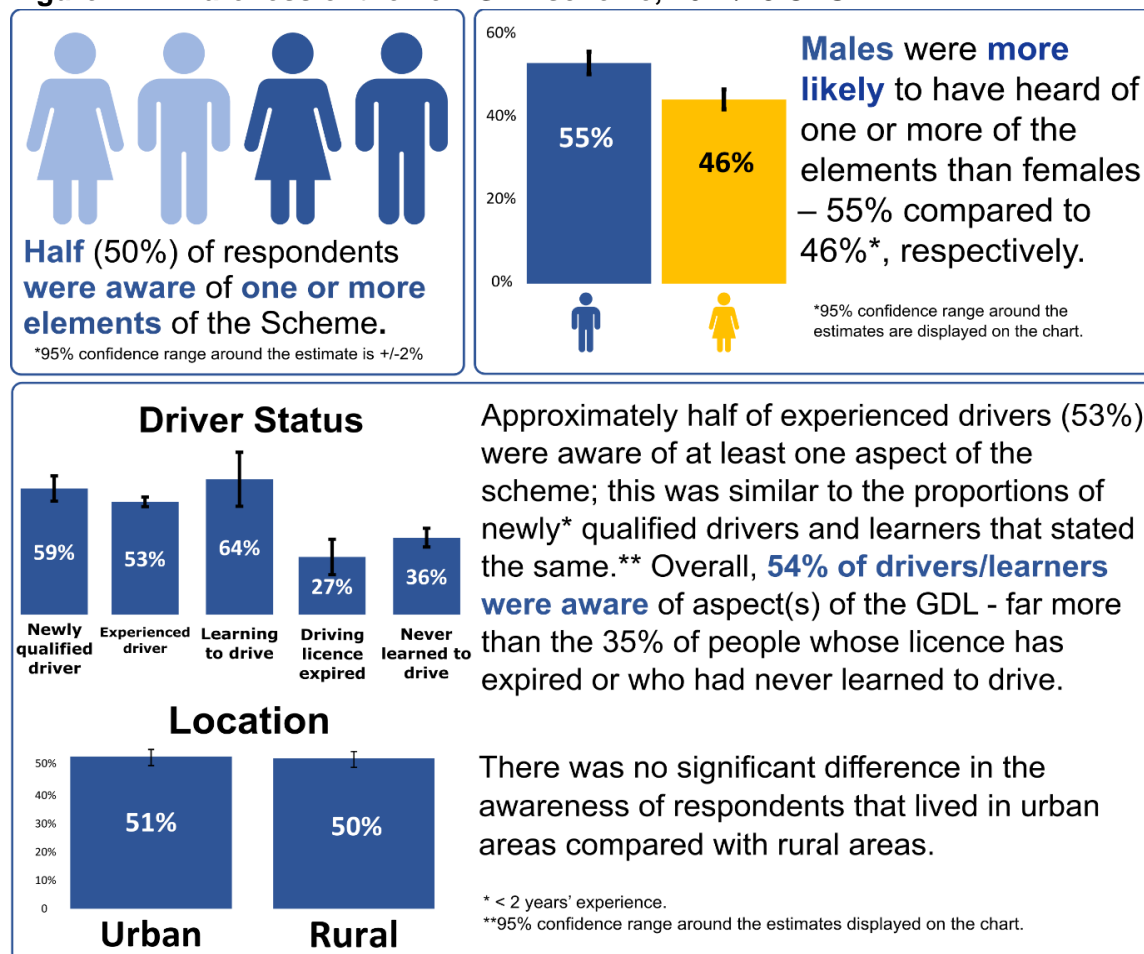 Half (50%) of respondents
were aware of one or more
elements of the Scheme.
*95% confidence range around the estimate is +/-2%
60%
40%
20%
0%
55%
46%
Males were more
likely to have heard of
one or more of the
elements than females
– 55% compared to
46%*, respectively.
*95% confidence range around the
estimates are displayed on the chart.
Driver Status
59%
53%
64%
27%
36%
Newly
qualified
driver
Experienced
driver
Learning
to drive
Driving
licence
expired
Never
learned to
drive
Approximately half of experienced drivers (53%)
were aware of at least one aspect of the
scheme; this was similar to the proportions of
newly* qualified drivers and learners that stated
the same.** Overall, 54% of drivers/learners
were aware of aspect(s) of the GDL - far more
than the 35% of people whose licence has
expired or who had never learned to drive.
Location
50%
40%
30%
20%
10%
0
51%
50%
Urban
Rural
There was no significant difference in the
awareness of respondents that lived in urban
areas compared with rural areas.
* < 2 years’ experience.
**95% confidence range around the estimates displayed on the chart.